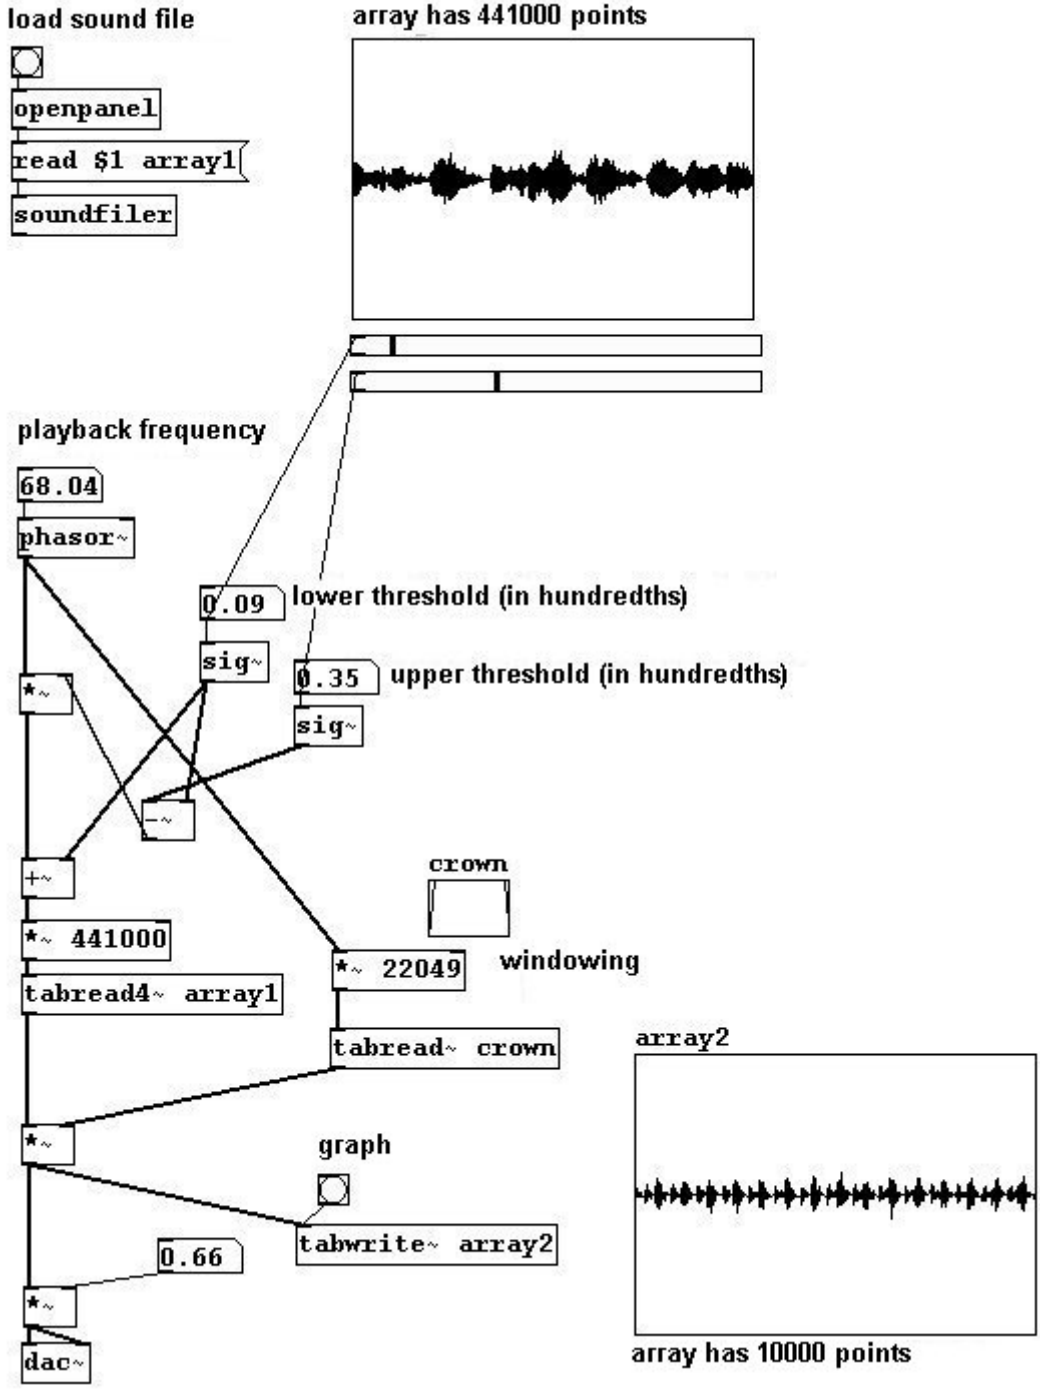 load sound file
array has 441000 points
openpanel
read $1 array1
soundfiler
playback frequency
68.04
phasor~
0.09 lower threshold (in hundredths)
sig~
0.35 upper threshold (in hundredths)
*~
sig~
-~
crown
+~
*~ 441000
*~ 22049 windowing
tabread4~ array1
tabread~ crown
array2
*~
graph
tabwrite~ array2
0.66
*~
dac~
array has 10000 points